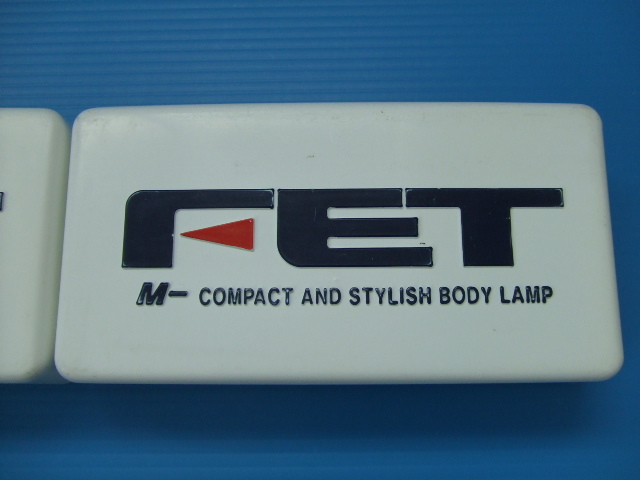 FET
M- COMPACT AND STYLISH BODY LAMP